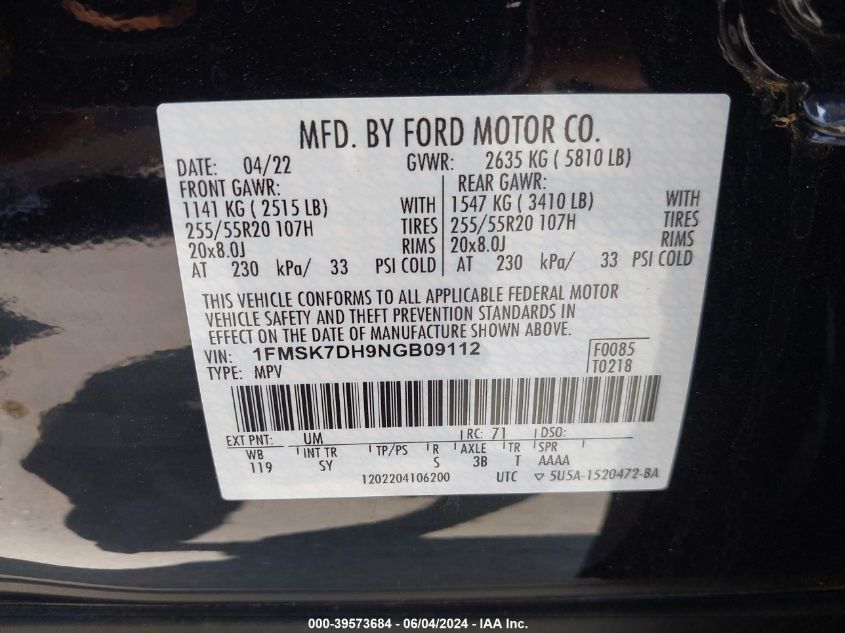 MFD. BY FORD MOTOR CO.
DATE: 04/22 GVWR: 2635 KG ( 5810 LB)
FRONT GAWR: REAR GAWR:
1141 KG ( 2515 LB) WITH 1547 KG ( 3410 LB) WITH
255/55R20 107H TIRES 255/55R20 107H TIRES
20x8.0J RIMS 20x8.0J RIMS
AT 230 kPa/ 33 PSI COLD AT 230 kPa/ 33 PSI COLD
THIS VEHICLE CONFORMS TO ALL APPLICABLE FEDERAL MOTOR
VEHICLE SAFETY AND THEFT PREVENTION STANDARDS IN
EFFECT ON THE DATE OF MANUFACTURE SHOWN ABOVE.
VIN: 1FMSK7DH9NGB09112 F0085
TYPE: MPV T0218
EXT PNT: UM RC: 71 DSO:
WB INT TR TP/PS R AXLE TR SPR
119 SY S 3B T AAAA
1202204106200 UTC ▽ 5U5A-1520472-BA
000-39573684 - 06/04/2024 - IAA Inc.